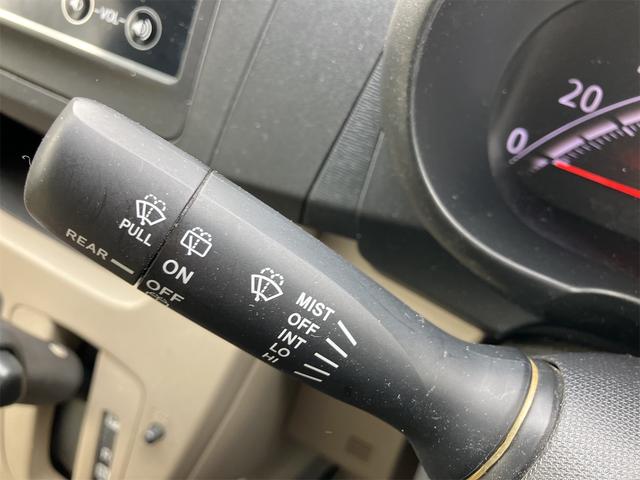 -VOL-
20
0
PULL
REAR
ON
OFF
MIST
OFF
INT
LO
HI